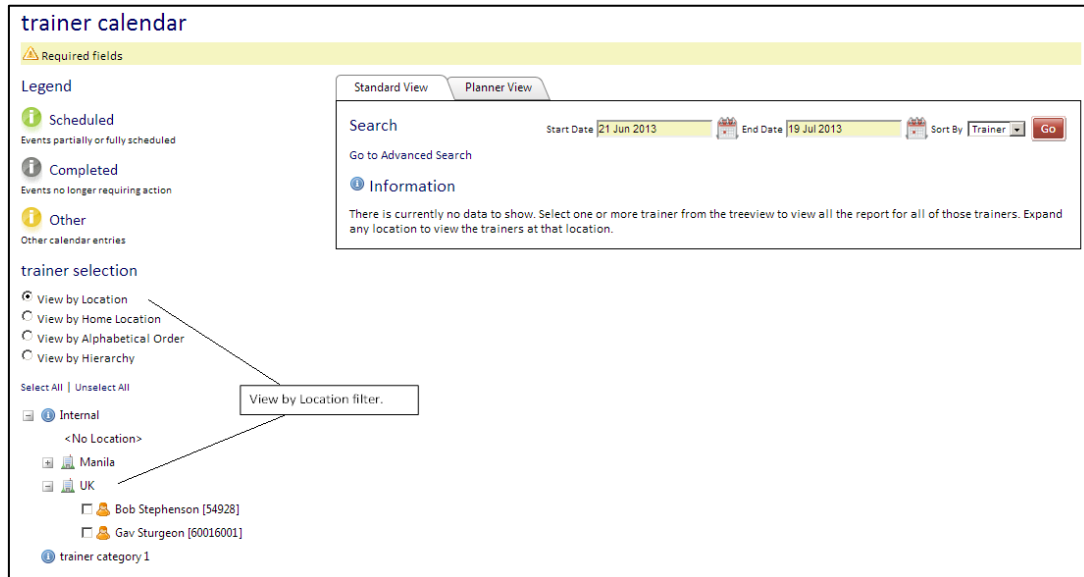 trainer calendar
Required fields
Legend
Scheduled
Events partially or fully scheduled
Completed
Events no longer requiring action
Other
Other calendar entries
trainer selection
View by Location
View by Home Location
View by Alphabetical Order
View by Hierarchy
Select All | Unselect All
Internal
<No Location>
Manila
UK
Bob Stephenson [54928]
Gav Sturgeon [60016001]
trainer category 1
View by Location filter.
Standard View Planner View
Search Start Date 21 Jun 2013 End Date 19 Jul 2013 Sort By Trainer Go
Go to Advanced Search
Information
There is currently no data to show. Select one or more trainer from the treeview to view all the report for all of those trainers. Expand
any location to view the trainers at that location.